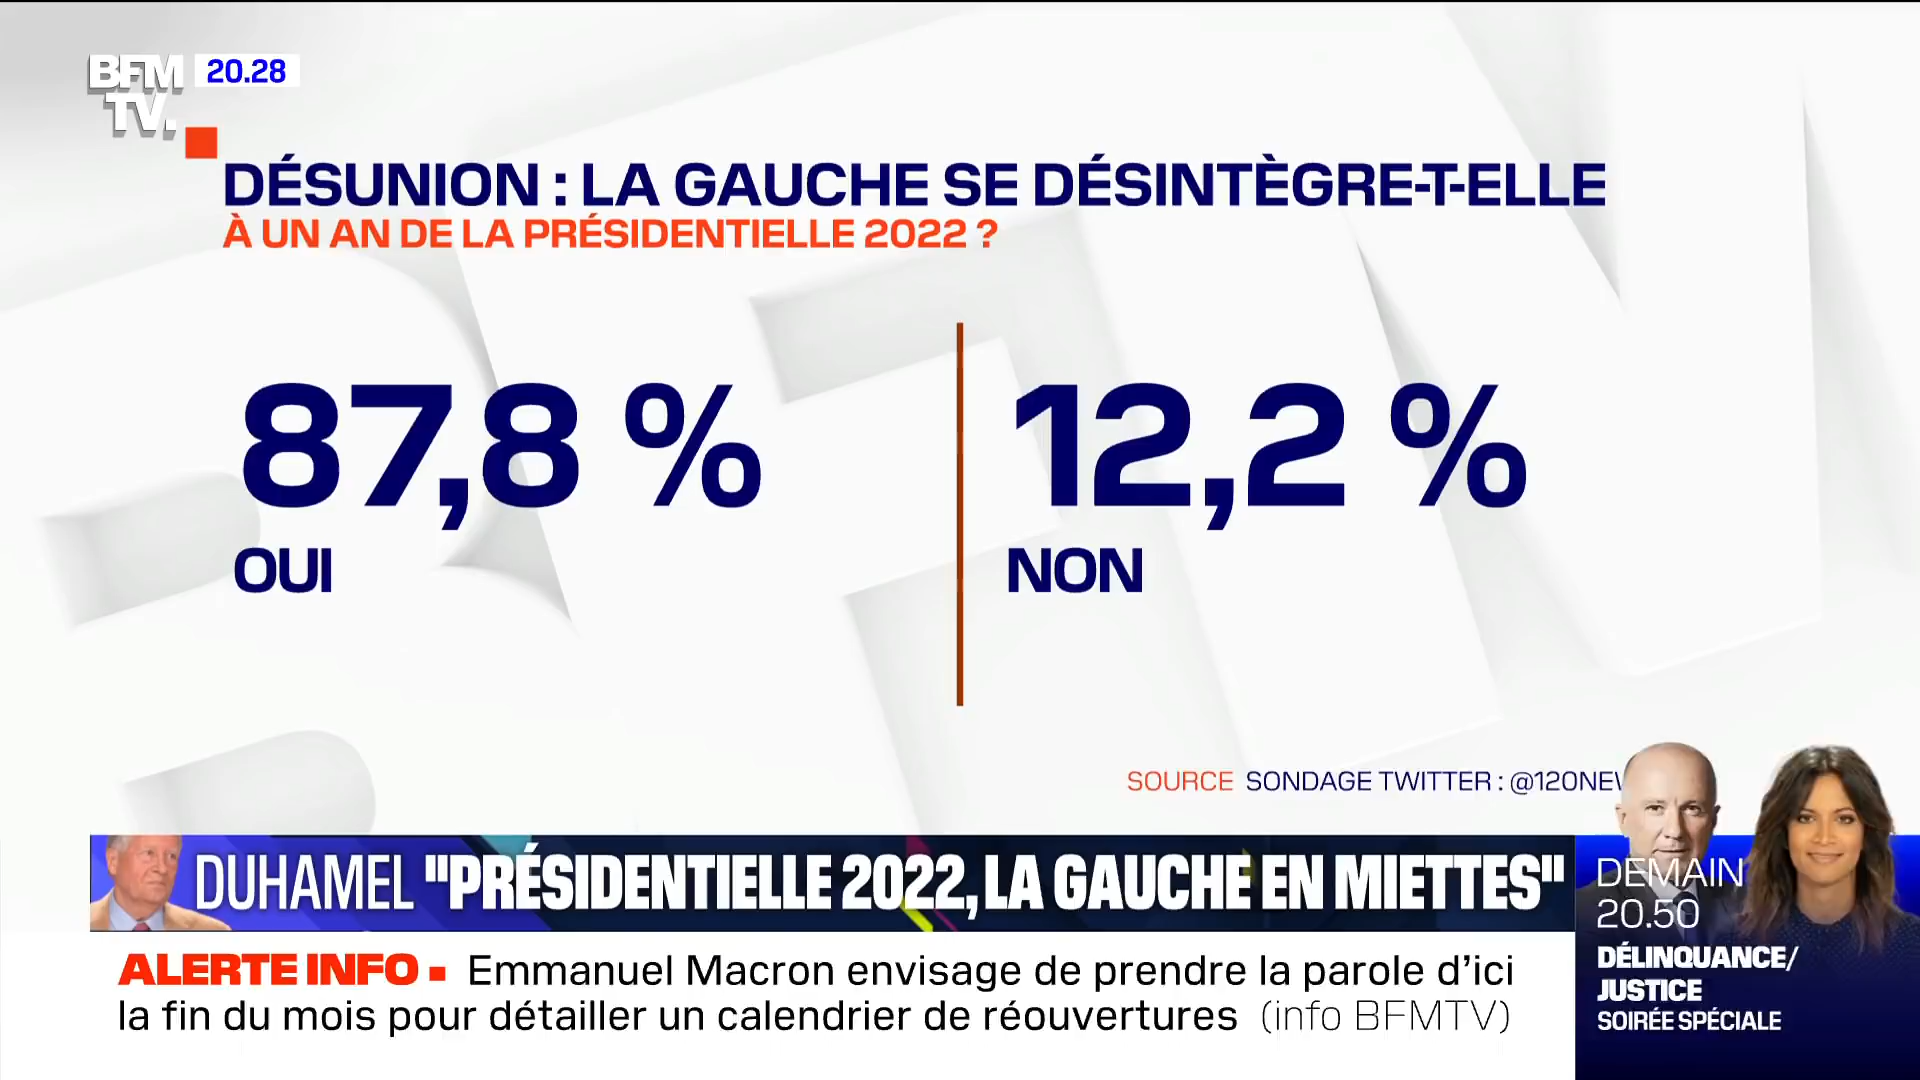 BFM
TV.
20.28
DÉSUNION : LA GAUCHE SE DÉSINTÈGRE-T-ELLE
À UN AN DE LA PRÉSIDENTIELLE 2022 ?
87,8 %
OUI
12,2 %
NON
SOURCE SONDAGE TWITTER :
DUHAMEL "PRÉSIDENTIELLE 2022, LA GAUCHE EN MIETTES"
DEMAIN
20.50
DÉLINQUANCE/
JUSTICE
SOIRÉE SPÉCIALE
ALERTE INFO Emmanuel Macron envisage de prendre la parole d’ici
la fin du mois pour détailler un calendrier de réouvertures (info BFMTV)